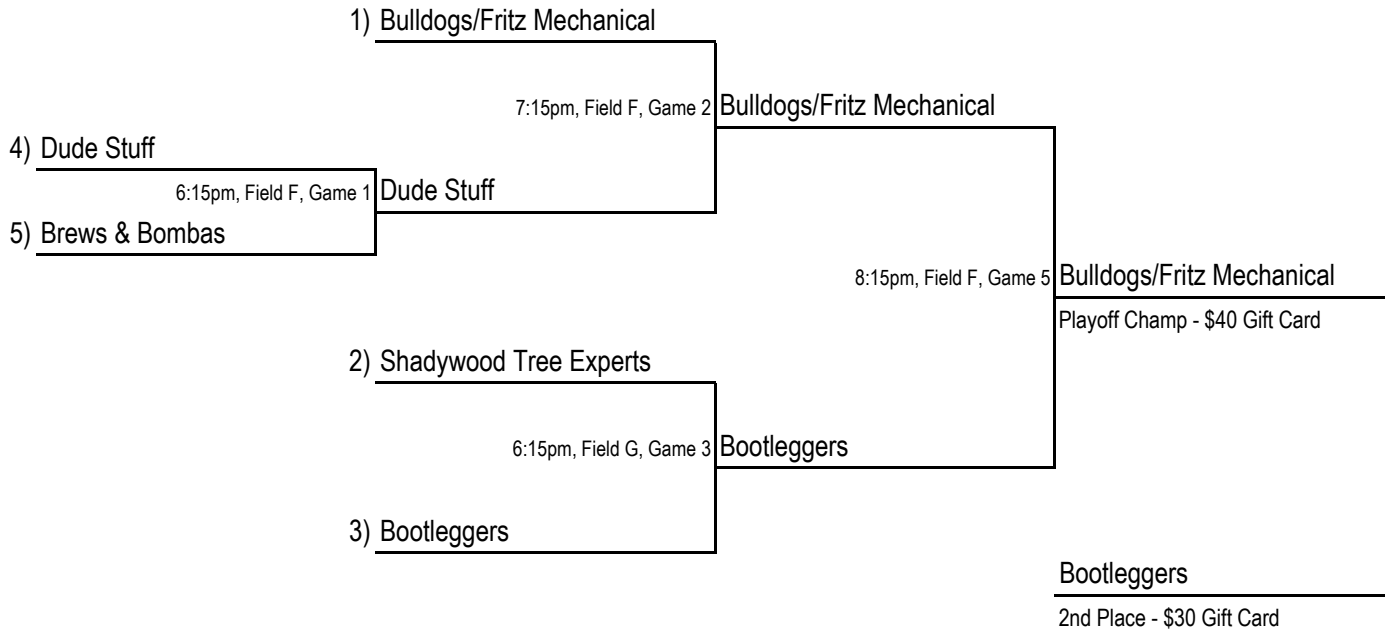 1) Bulldogs/Fritz Mechanical
7:15pm, Field F, Game 2 Bulldogs/Fritz Mechanical
4) Dude Stuff
6:15pm, Field F, Game 1 Dude Stuff
5) Brews & Bombas
8:15pm, Field F, Game 5 Bulldogs/Fritz Mechanical
Playoff Champ - $40 Gift Card
2) Shadywood Tree Experts
6:15pm, Field G, Game 3 Bootleggers
3) Bootleggers
Bootleggers
2nd Place - $30 Gift Card